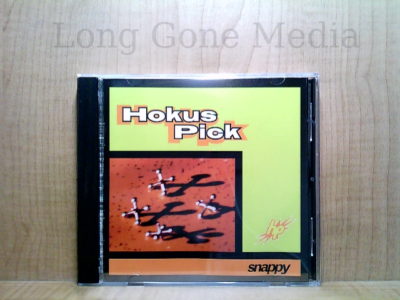 Long Gone Media
Hokus
Pick
snappy